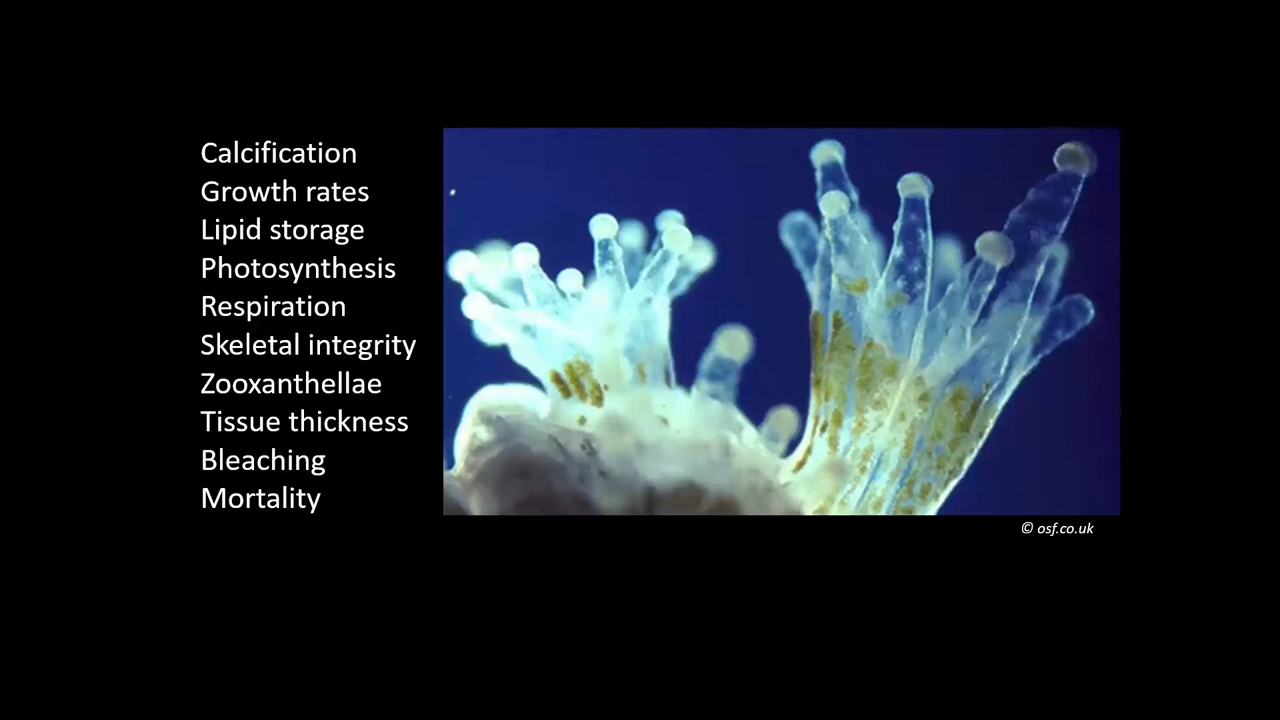 Calcification
Growth rates
Lipid storage
Photosynthesis
Respiration
Skeletal integrity
Zooxanthellae
Tissue thickness
Bleaching
Mortality
© osf.co.uk